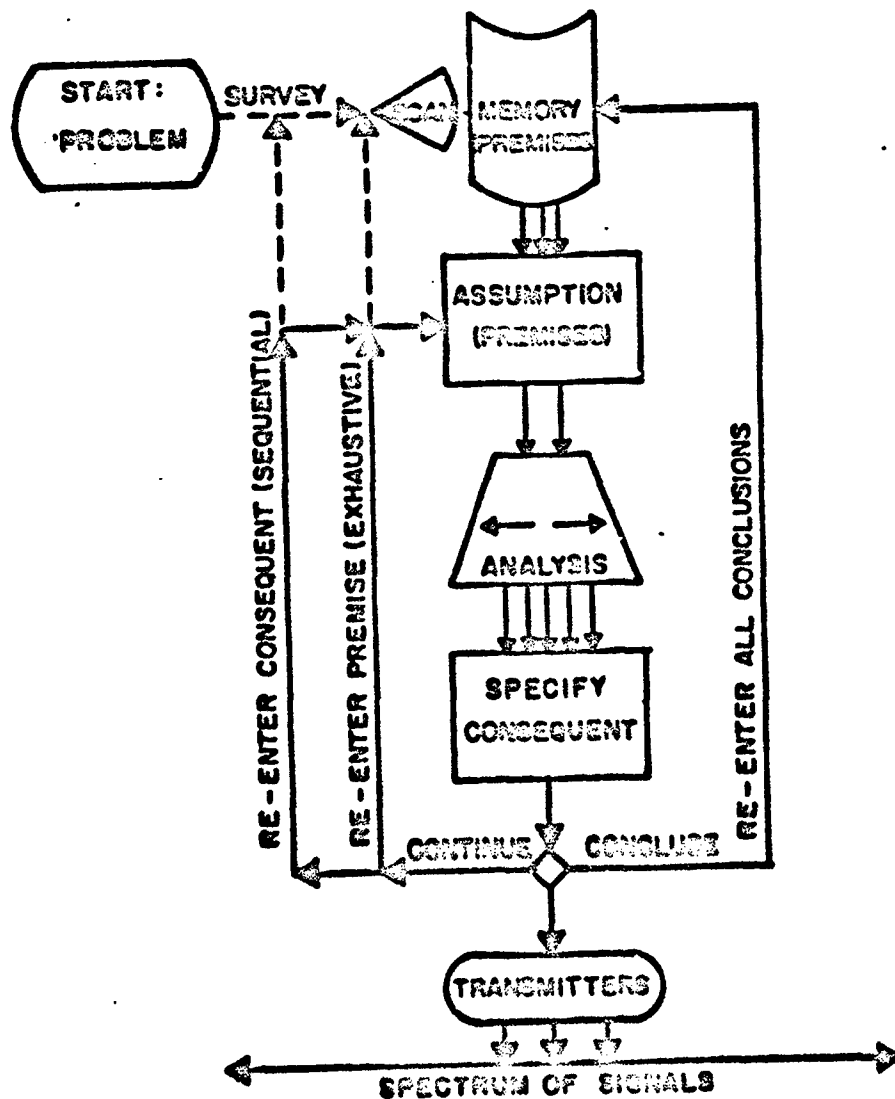 START:
PROBLEM
SURVEY
SCAN
MEMORY
PREMISES
ASSUMPTION
(PREMISES)
RE-ENTER CONSEQUENT (SEQUENTIAL)
RE-ENTER PREMISE (EXHAUSTIVE)
ANALYSIS
RE-ENTER ALL CONCLUSIONS
SPECIFY
CONSEQUENT
CONTINUE
CONCLUDE
TRANSMITTERS
SPECTRUM OF SIGNALS